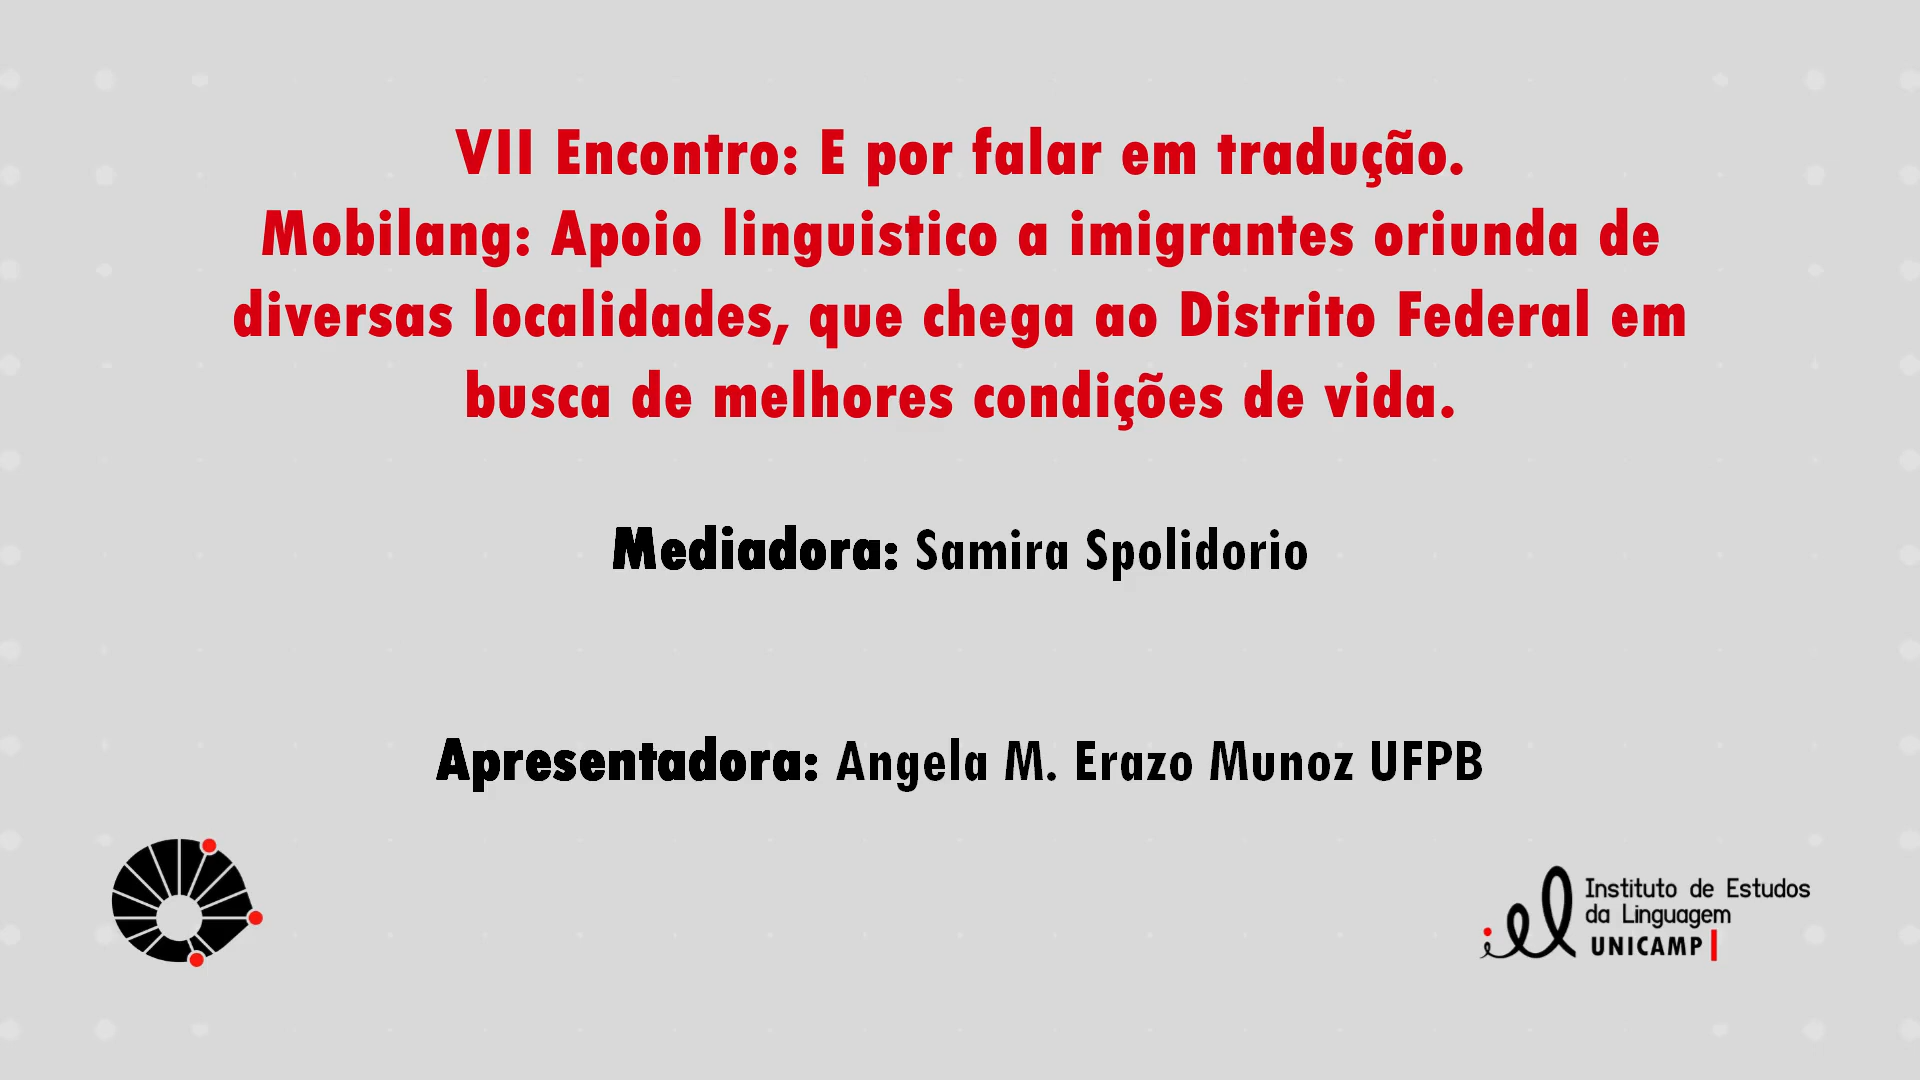 VII Encontro: E por falar em tradução.
Mobilang: Apoio linguistico a imigrantes oriunda de
diversas localidades, que chega ao Distrito Federal em
busca de melhores condições de vida.
Mediadora: Samira Spolidorio
Apresentadora: Angela M. Erazo Munoz UFPB
iel
Instituto de Estudos
da Linguagem
UNICAMP